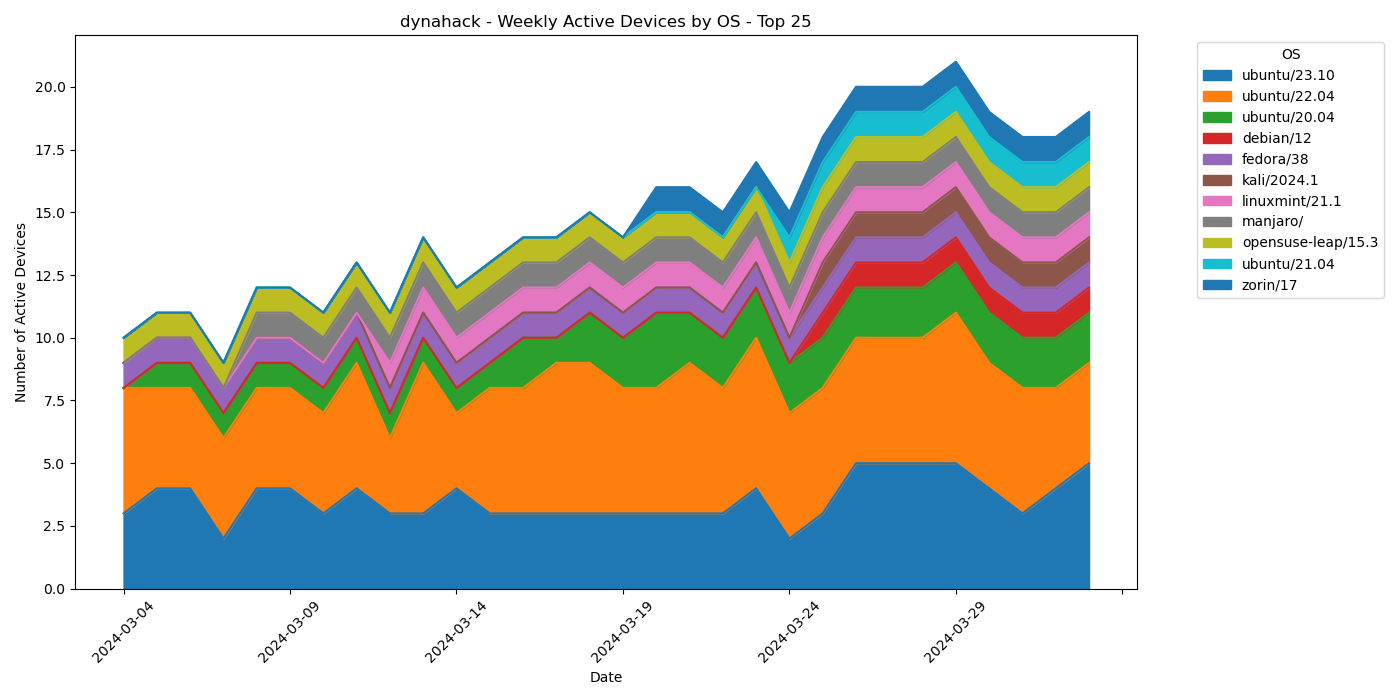 dynahack - Weekly Active Devices by OS - Top 25
Number of Active Devices
20.0
17.5
15.0
12.5
10.0
7.5
5.0
2.5
0.0
2024-03-04
2024-03-09
2024-03-14
2024-03-19
2024-03-24
2024-03-29
Date
OS
ubuntu/23.10
ubuntu/22.04
ubuntu/20.04
debian/12
fedora/38
kali/2024.1
linuxmint/21.1
manjaro/
opensuse-leap/15.3
ubuntu/21.04
zorin/17